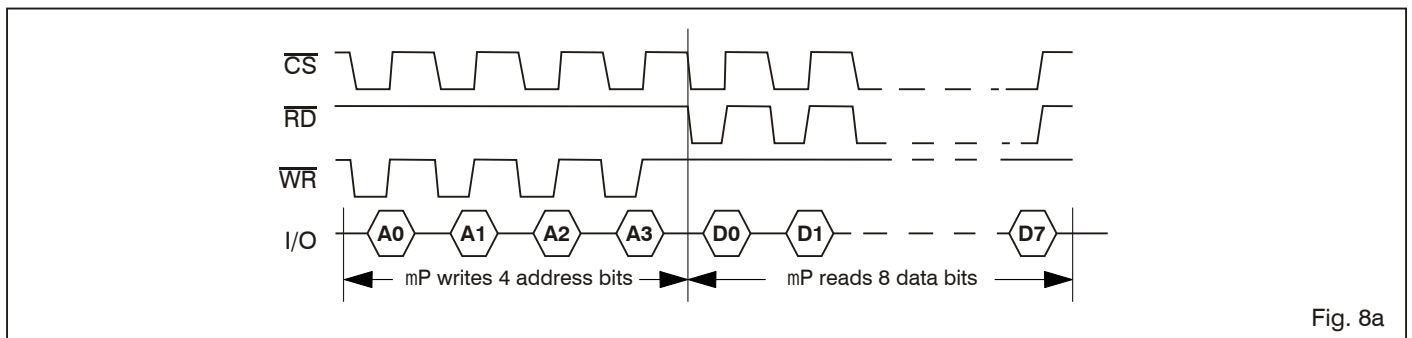 CS
RD
WR
I/O A0 A1 A2 A3 D0 D1 D7
mP writes 4 address bits mP reads 8 data bits
Fig. 8a